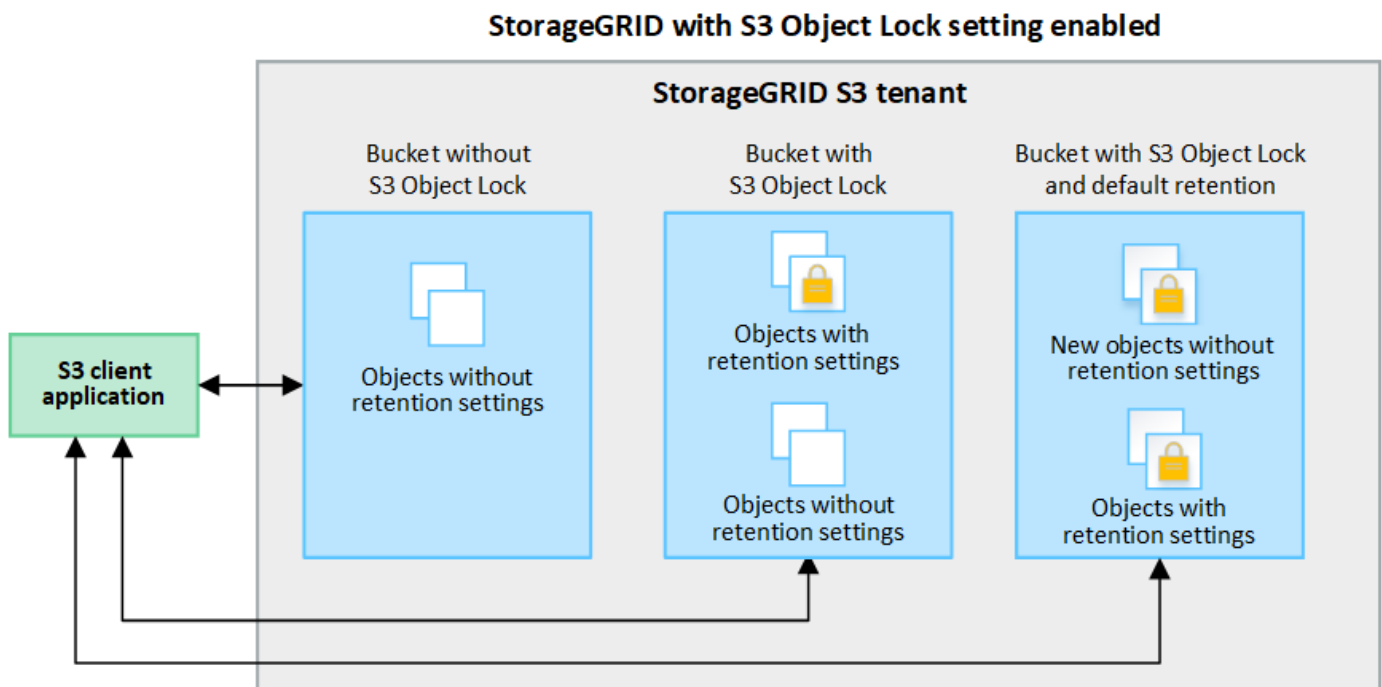 StorageGRID with S3 Object Lock setting enabled
StorageGRID S3 tenant
Bucket without
S3 Object Lock
Bucket with
S3 Object Lock
Bucket with S3 Object Lock
and default retention
S3 client
application
Objects without
retention settings
Objects with
retention settings
Objects without
retention settings
New objects without
retention settings
Objects with
retention settings